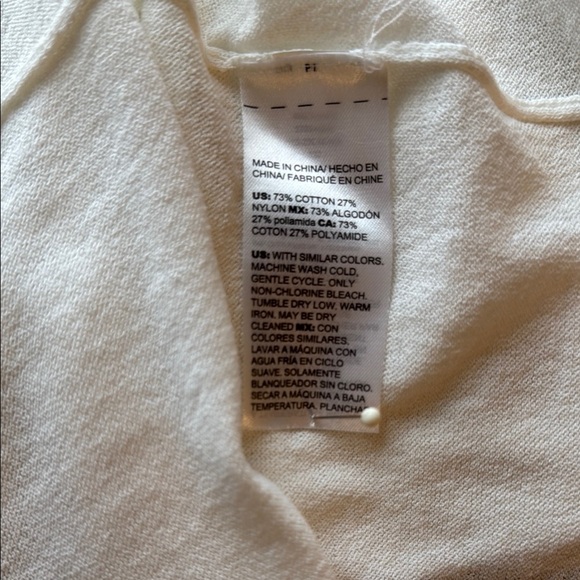 MADE IN CHINA/ HECHO EN
CHINA/ FABRIQUÉ EN CHINE
US: 73% COTTON 27%
NYLON MX: 73% ALGODÓN
27% poliamida CA: 73%
COTON 27% POLYAMIDE
US: WITH SIMILAR COLORS.
MACHINE WASH COLD,
GENTLE CYCLE. ONLY
NON-CHLORINE BLEACH.
TUMBLE DRY LOW. WARM
IRON. MAY BE DRY
CLEANED MX: CON
COLORES SIMILARES.
LAVAR A MÁQUINA CON
AGUA FRÍA EN CICLO
SUAVE. SOLAMENTE
BLANQUEADOR SIN CLORO.
SECAR A MÁQUINA A BAJA
TEMPERATURA. PLANCHAR